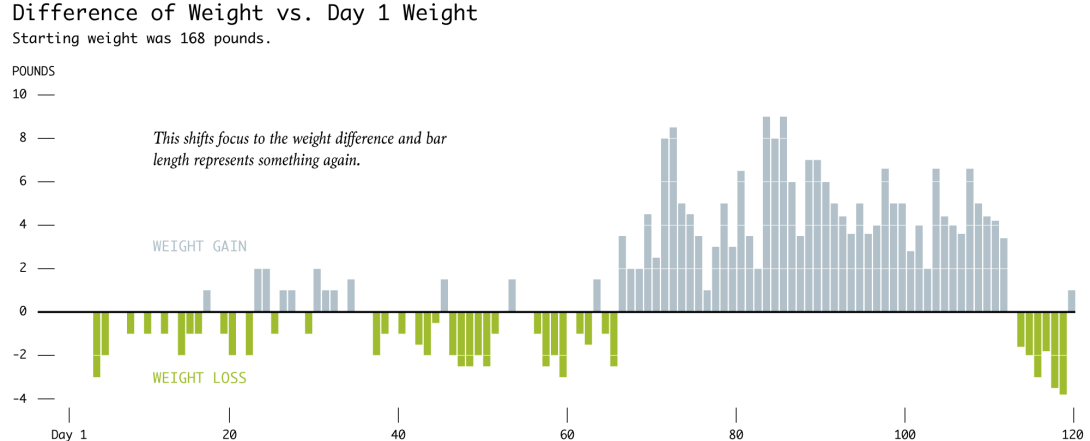 Difference of Weight vs. Day 1 Weight
Starting weight was 168 pounds.
POUNDS
10
8
This shifts focus to the weight difference and bar
length represents something again.
6
4
WEIGHT GAIN
2
0
-2
WEIGHT LOSS
-4
Day 1 20 40 60 80 100 120